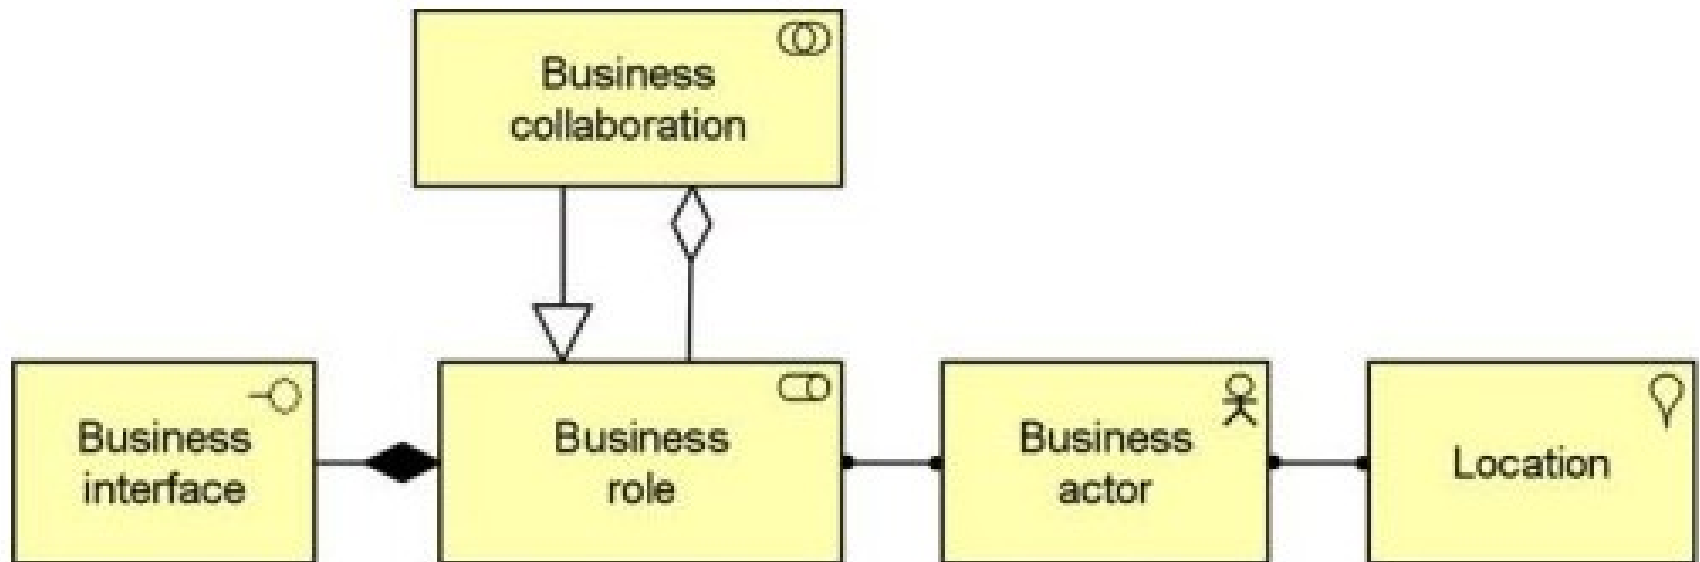 Business
collaboration
Business
interface
Business
role
Business
actor
Location